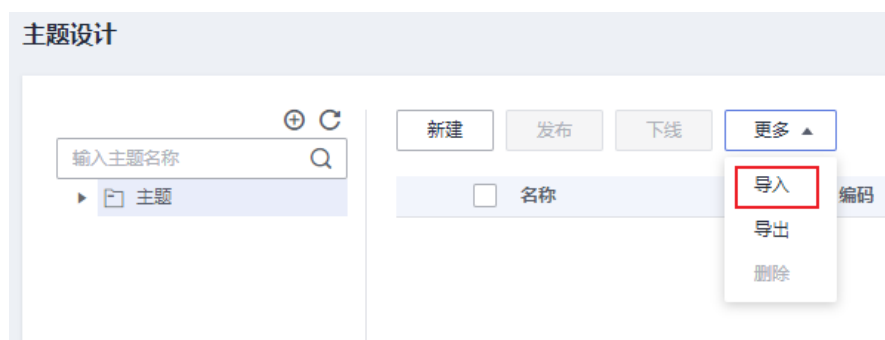 主题设计
新建 发布 下线 更多
输入主题名称
主题
名称 编码
导入
导出
删除